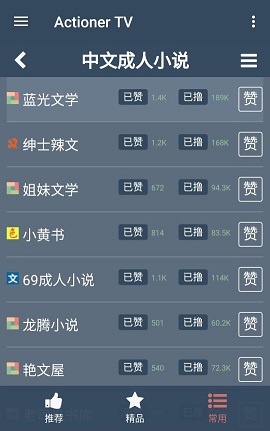 Actioner TV
中文成人小说
蓝光文学 已赞 1.4K 已撸 189K 赞
绅士辣文 已赞 1.2K 已撸 168K 赞
姐妹文学 已赞 672 已撸 94.3K 赞
小黄书 已赞 814 已撸 83.5K 赞
69成人小说 已赞 1.1K 已撸 114K 赞
龙腾小说 已赞 501 已撸 60.2K 赞
艳文屋 已赞 540 已撸 72.3K 赞
推荐 精品 常用